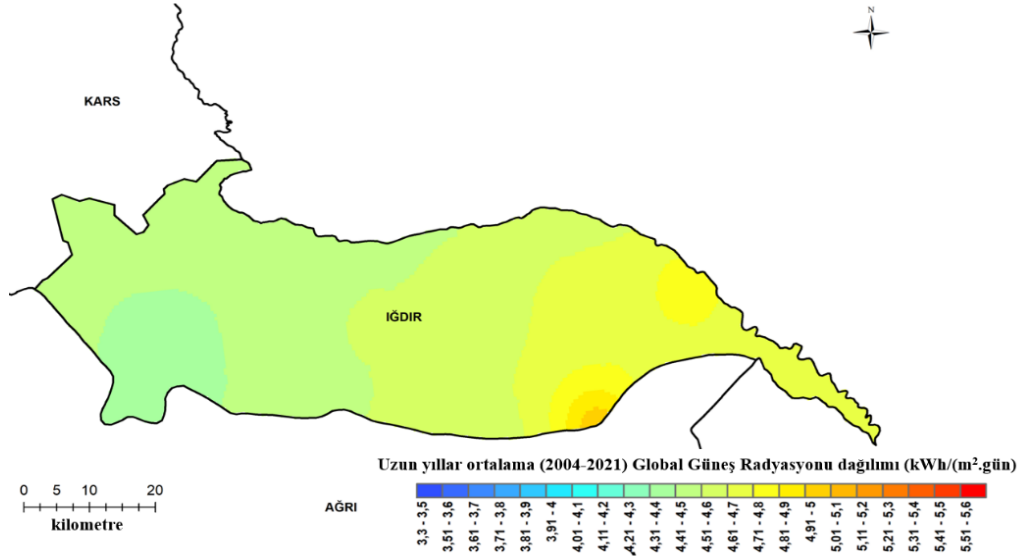 N
KARS
IĞDIR
Uzun yıllar ortalama (2004-2021) Global Güneş Radyasyonu dağılımı (kWh/(m².gün)
0 5 10 20
kilometre
AĞRI
3,3 - 3,5
3,51 - 3,6
3,61 - 3,7
3,71 - 3,8
3,81 - 3,9
3,91 - 4
4,01 - 4,1
4,11 - 4,2
4,21 - 4,3
4,31 - 4,4
4,41 - 4,5
4,51 - 4,6
4,61 - 4,7
4,71 - 4,8
4,81 - 4,9
4,91 - 5
5,01 - 5,1
5,11 - 5,2
5,21 - 5,3
5,31 - 5,4
5,41 - 5,5
5,51 - 5,6